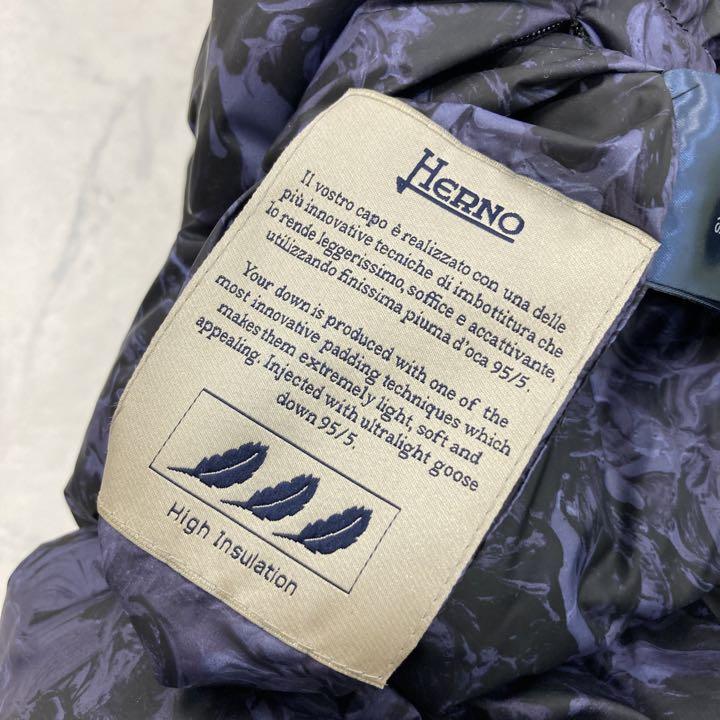 HERNO
Il vostro capo è realizzato con una delle
più innovative tecniche di imbottitura che
lo rende leggerissimo, soffice e accattivante,
utilizzando finissima piuma d'oca 95/5.
Your down is produced with one of the
most innovative padding techniques which
makes them extremely light, soft and
appealing. Injected with ultralight goose
down 95/5.
High Insulation